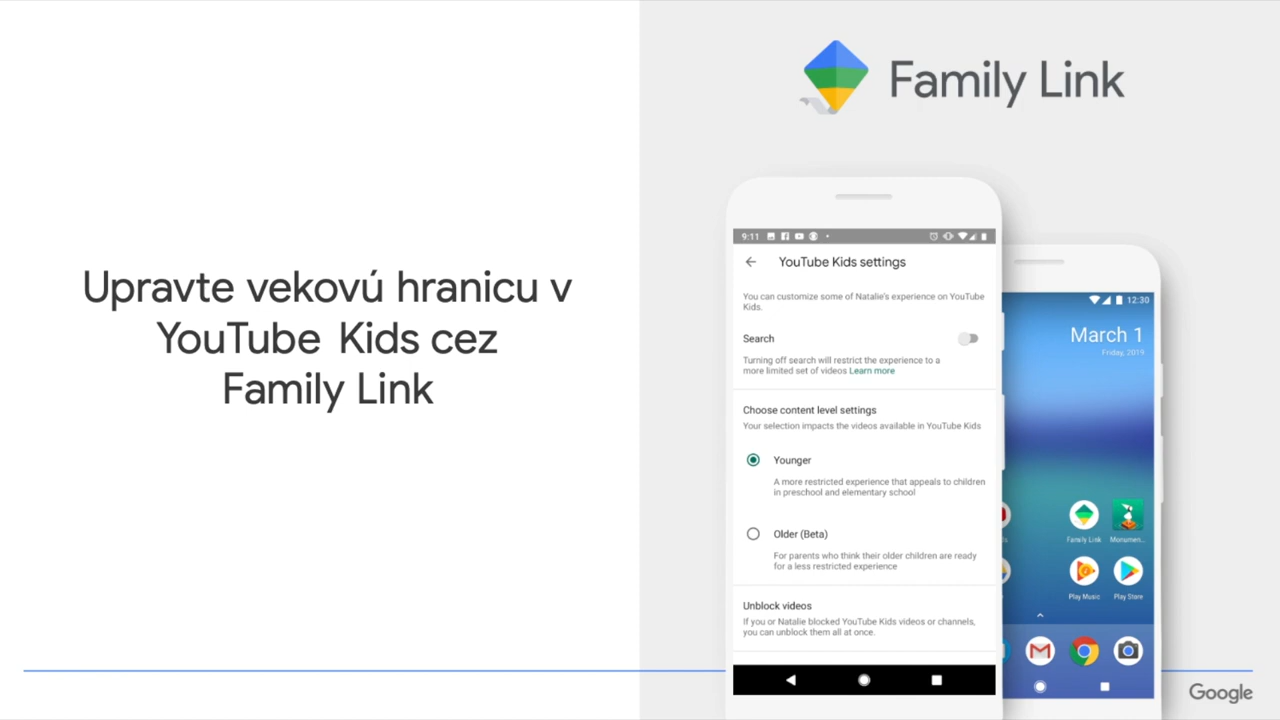 Upravte vekovú hranicu v
YouTube Kids cez
Family Link
Family Link
9:11
YouTube Kids settings
You can customize some of Natalie's experience on YouTube
Kids.
Search
Turning off search will restrict the experience to a
more limited set of videos Learn more
Choose content level settings
Your selection impacts the videos available in YouTube Kids
Younger
A more restricted experience that appeals to children
in preschool and elementary school
Older (Beta)
For parents who think their older children are ready
for a less restricted experience
Unblock videos
If you or Natalie blocked YouTube Kids videos or channels,
you can unblock them all at once.
12:30
March 1
Friday, 2019
Family Link Monumen...
Play Music Play Store
Google